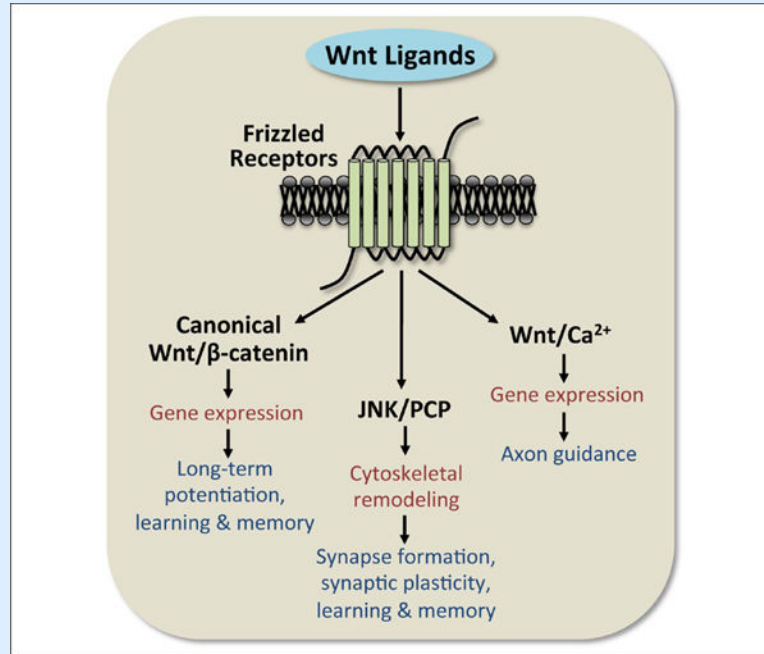 Wnt Ligands
Frizzled
Receptors
Canonical
Wnt/β-catenin
Gene expression
Long-term
potentiation,
learning & memory
JNK/PCP
Cytoskeletal
remodeling
Synapse formation,
synaptic plasticity,
learning & memory
Wnt/Ca²⁺
Gene expression
Axon guidance